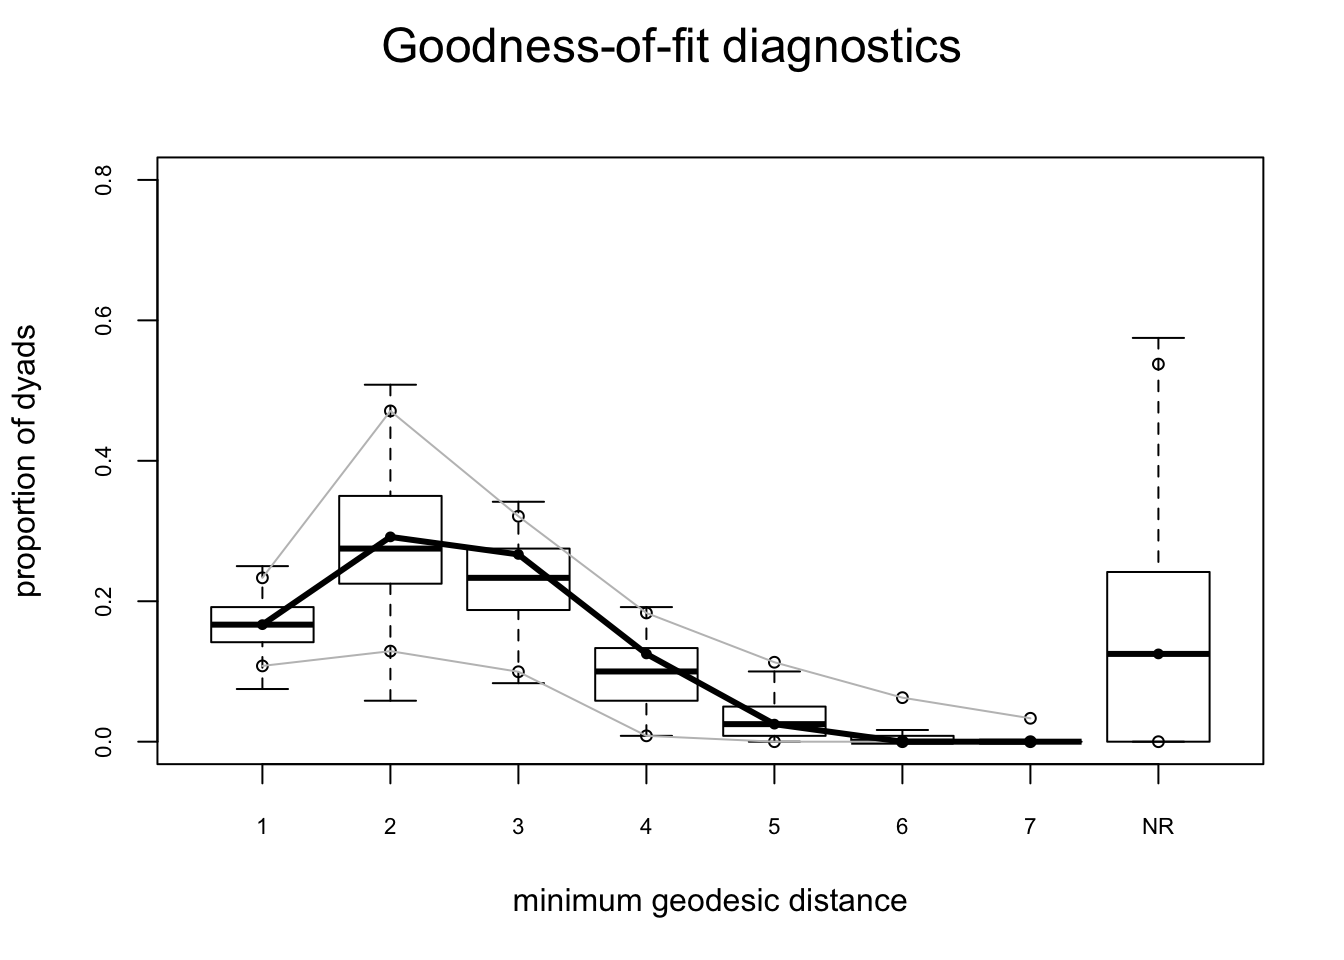 Goodness-of-fit diagnostics
proportion of dyads
0.8
0.6
0.4
0.2
0.0
1 2 3 4 5 6 7 NR
minimum geodesic distance